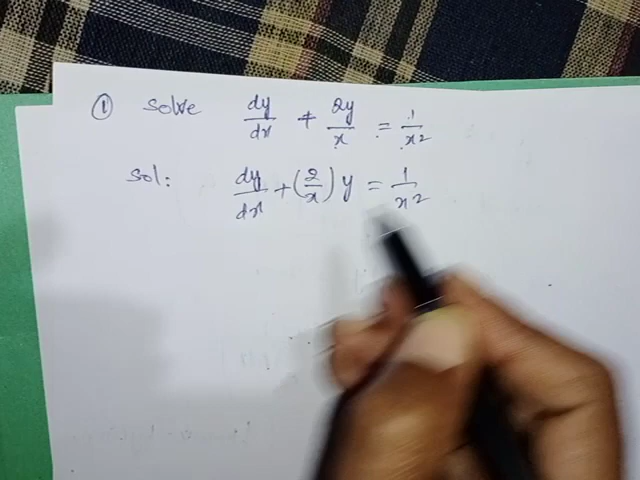 ① Solve dy/dx + 2y/x = 1/x²
Sol: dy/dx + (2/x) y = 1/x²